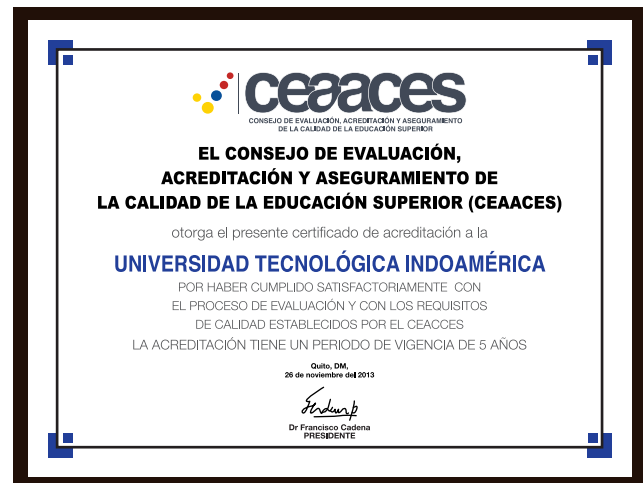 ceaaces
CONSEJO DE EVALUACIÓN, ACREDITACIÓN Y ASEGURAMIENTO
DE LA CALIDAD DE LA EDUCACIÓN SUPERIOR
EL CONSEJO DE EVALUACIÓN,
ACREDITACIÓN Y ASEGURAMIENTO DE
LA CALIDAD DE LA EDUCACIÓN SUPERIOR (CEAACES)
otorga el presente certificado de acreditación a la
UNIVERSIDAD TECNOLÓGICA INDOAMÉRICA
POR HABER CUMPLIDO SATISFACTORIAMENTE CON
EL PROCESO DE EVALUACIÓN Y CON LOS REQUISITOS
DE CALIDAD ESTABLECIDOS POR EL CEACCES
LA ACREDITACIÓN TIENE UN PERIODO DE VIGENCIA DE 5 AÑOS
Quito, DM,
26 de noviembre del 2013
Dr Francisco Cadena
PRESIDENTE